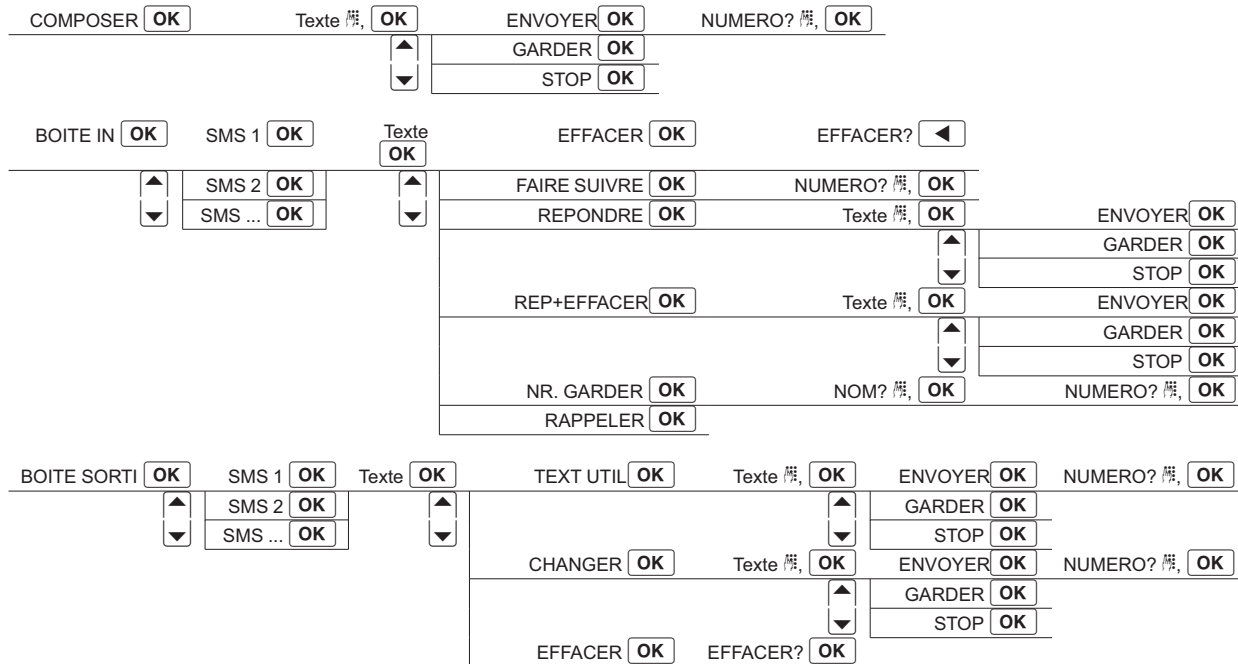 COMPOSER OK Texte , OK ENVOYER OK NUMERO? , OK
GARDER OK
STOP OK
BOITE IN OK SMS 1 OK Texte OK EFFACER OK EFFACER?
SMS 2 OK FAIRE SUIVRE OK NUMERO? , OK
SMS ... OK REPONDRE OK Texte , OK ENVOYER OK
GARDER OK
STOP OK
REP+EFFACER OK Texte , OK ENVOYER OK
GARDER OK
STOP OK
NR. GARDER OK NOM? , OK NUMERO? , OK
RAPPELER OK
BOITE SORTI OK SMS 1 OK Texte OK TEXT UTIL OK Texte , OK ENVOYER OK NUMERO? , OK
SMS 2 OK GARDER OK
SMS ... OK STOP OK
CHANGER OK Texte , OK ENVOYER OK NUMERO? , OK
GARDER OK
STOP OK
EFFACER OK EFFACER? OK